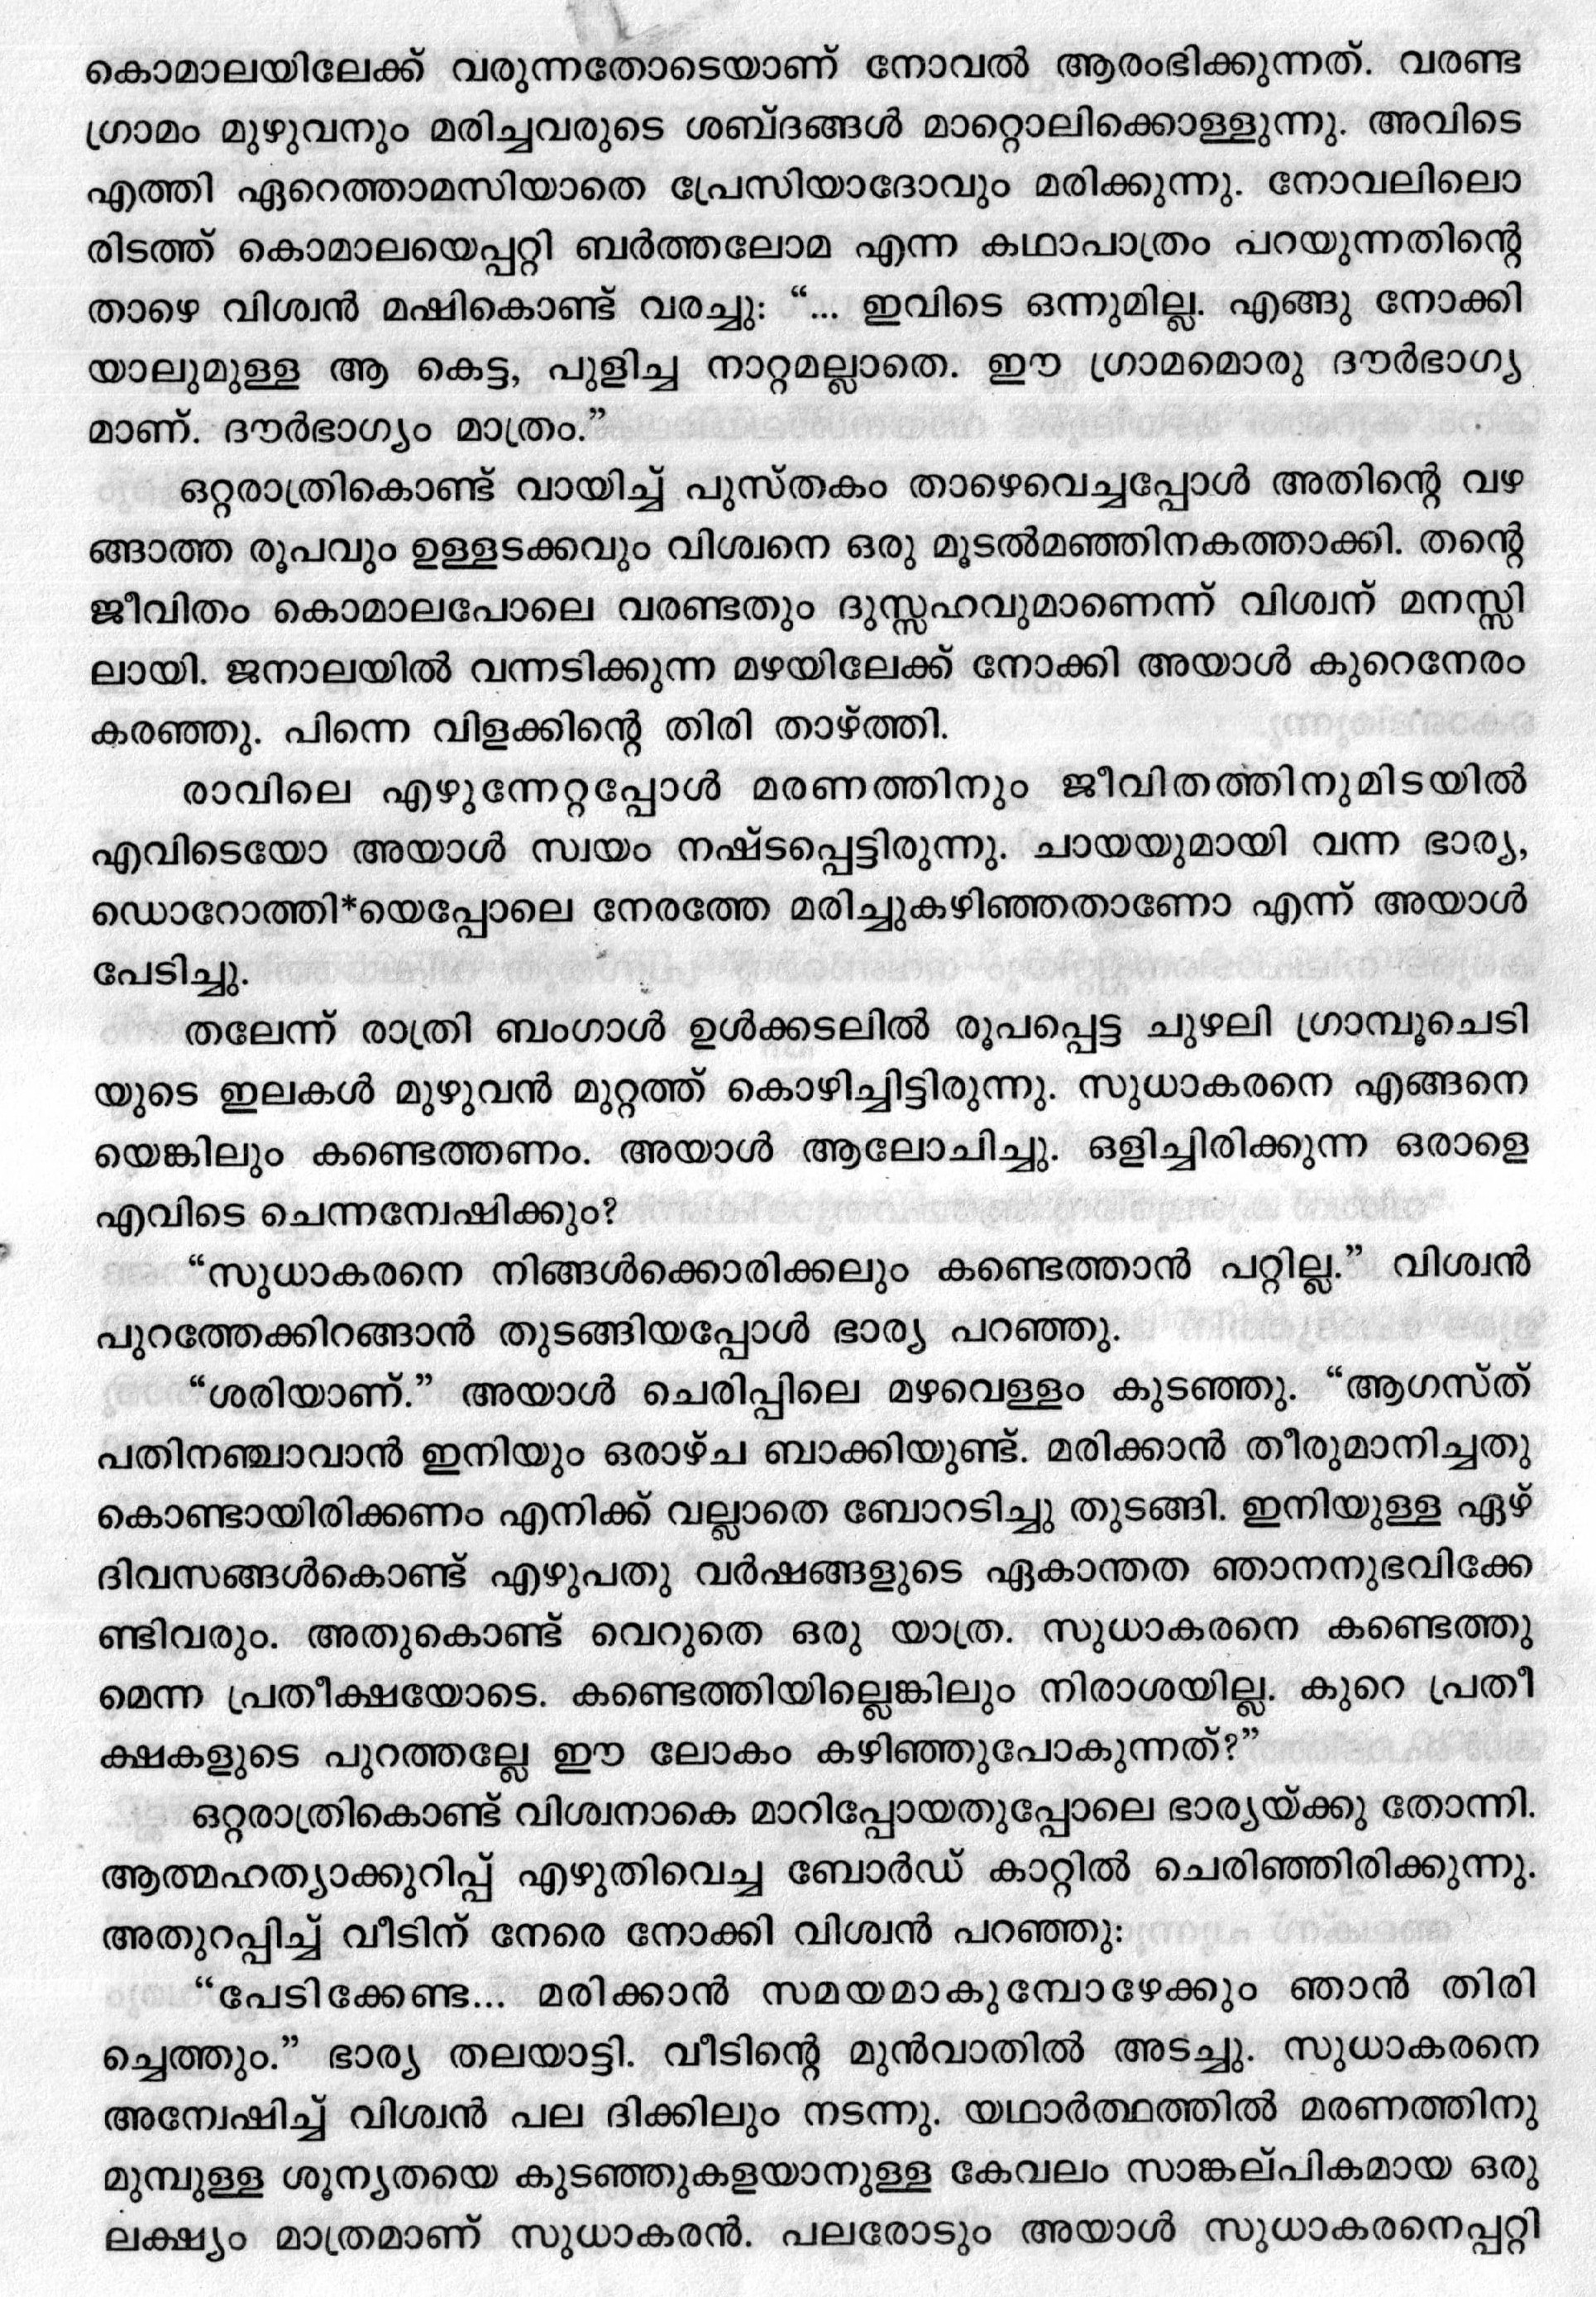 കൊമാലയിലേക്ക് വരുന്നതോടെയാണ് നോവൽ ആരംഭിക്കുന്നത്. വരണ്ട
ഗ്രാമം മുഴുവനും മരിച്ചവരുടെ ശബ്ദങ്ങൾ മാറ്റൊലിക്കൊള്ളുന്നു. അവിടെ
എത്തി ഏറെത്താമസിയാതെ പ്രേസിയാദോവും മരിക്കുന്നു. നോവലിലൊ
രിടത്ത് കൊമാലയെപ്പറ്റി ബർത്തലോമ എന്ന കഥാപാത്രം പറയുന്നതിന്റെ
താഴെ വിശ്വൻ മഷികൊണ്ട് വരച്ചു: “... ഇവിടെ ഒന്നുമില്ല. എങ്ങു നോക്കി
യാലുമുള്ള ആ കെട്ട, പുളിച്ച നാറ്റമല്ലാതെ. ഈ ഗ്രാമമൊരു ദൗർഭാഗ്യ
മാണ്. ദൗർഭാഗ്യം മാത്രം.”
ഒറ്റരാത്രികൊണ്ട് വായിച്ച് പുസ്തകം താഴെവെച്ചപ്പോൾ അതിന്റെ വഴ
ങ്ങാത്ത രൂപവും ഉള്ളടക്കവും വിശ്വനെ ഒരു മൂടൽമഞ്ഞിനകത്താക്കി. തന്റെ
ജീവിതം കൊമാലപോലെ വരണ്ടതും ദുസ്സഹവുമാണെന്ന് വിശ്വന് മനസ്സി
ലായി. ജനാലയിൽ വന്നടിക്കുന്ന മഴയിലേക്ക് നോക്കി അയാൾ കുറെനേരം
കരഞ്ഞു. പിന്നെ വിളക്കിന്റെ തിരി താഴ്ത്തി.
രാവിലെ എഴുന്നേറ്റപ്പോൾ മരണത്തിനും ജീവിതത്തിനുമിടയിൽ
എവിടെയോ അയാൾ സ്വയം നഷ്ടപ്പെട്ടിരുന്നു. ചായയുമായി വന്ന ഭാര്യ,
ഡൊറോത്തി*യെപ്പോലെ നേരത്തേ മരിച്ചുകഴിഞ്ഞതാണോ എന്ന് അയാൾ
പേടിച്ചു.
തലേന്ന് രാത്രി ബംഗാൾ ഉൾക്കടലിൽ രൂപപ്പെട്ട ചുഴലി ഗ്രാമ്പൂചെടി
യുടെ ഇലകൾ മുഴുവൻ മുറ്റത്ത് കൊഴിച്ചിട്ടിരുന്നു. സുധാകരനെ എങ്ങനെ
യെങ്കിലും കണ്ടെത്തണം. അയാൾ ആലോചിച്ചു. ഒളിച്ചിരിക്കുന്ന ഒരാളെ
എവിടെ ചെന്നന്വേഷിക്കും?
“സുധാകരനെ നിങ്ങൾക്കൊരിക്കലും കണ്ടെത്താൻ പറ്റില്ല.” വിശ്വൻ
പുറത്തേക്കിറങ്ങാൻ തുടങ്ങിയപ്പോൾ ഭാര്യ പറഞ്ഞു.
“ശരിയാണ്.” അയാൾ ചെരിപ്പിലെ മഴവെള്ളം കുടഞ്ഞു. “ആഗസ്ത്
പതിനഞ്ചാവാൻ ഇനിയും ഒരാഴ്ച ബാക്കിയുണ്ട്. മരിക്കാൻ തീരുമാനിച്ചതു
കൊണ്ടായിരിക്കണം എനിക്ക് വല്ലാതെ ബോറടിച്ചു തുടങ്ങി. ഇനിയുള്ള ഏഴ്
ദിവസങ്ങൾകൊണ്ട് എഴുപതു വർഷങ്ങളുടെ ഏകാന്തത ഞാനനുഭവിക്കേ
ണ്ടിവരും. അതുകൊണ്ട് വെറുതെ ഒരു യാത്ര. സുധാകരനെ കണ്ടെത്തു
മെന്ന പ്രതീക്ഷയോടെ. കണ്ടെത്തിയില്ലെങ്കിലും നിരാശയില്ല. കുറെ പ്രതീ
ക്ഷകളുടെ പുറത്തല്ലേ ഈ ലോകം കഴിഞ്ഞുപോകുന്നത്?”
ഒറ്റരാത്രികൊണ്ട് വിശ്വനാകെ മാറിപ്പോയതുപ്പോലെ ഭാര്യയ്ക്കു തോന്നി.
ആത്മഹത്യാക്കുറിപ്പ് എഴുതിവെച്ച ബോർഡ് കാറ്റിൽ ചെരിഞ്ഞിരിക്കുന്നു.
അതുറപ്പിച്ച് വീടിന് നേരെ നോക്കി വിശ്വൻ പറഞ്ഞു:
“പേടിക്കേണ്ട... മരിക്കാൻ സമയമാകുമ്പോഴേക്കും ഞാൻ തിരി
ച്ചെത്തും.” ഭാര്യ തലയാട്ടി. വീടിന്റെ മുൻവാതിൽ അടച്ചു. സുധാകരനെ
അന്വേഷിച്ച് വിശ്വൻ പല ദിക്കിലും നടന്നു. യഥാർത്ഥത്തിൽ മരണത്തിനു
മുമ്പുള്ള ശൂന്യതയെ കുടഞ്ഞുകളയാനുള്ള കേവലം സാങ്കല്പികമായ ഒരു
ലക്ഷ്യം മാത്രമാണ് സുധാകരൻ. പലരോടും അയാൾ സുധാകരനെപ്പറ്റി